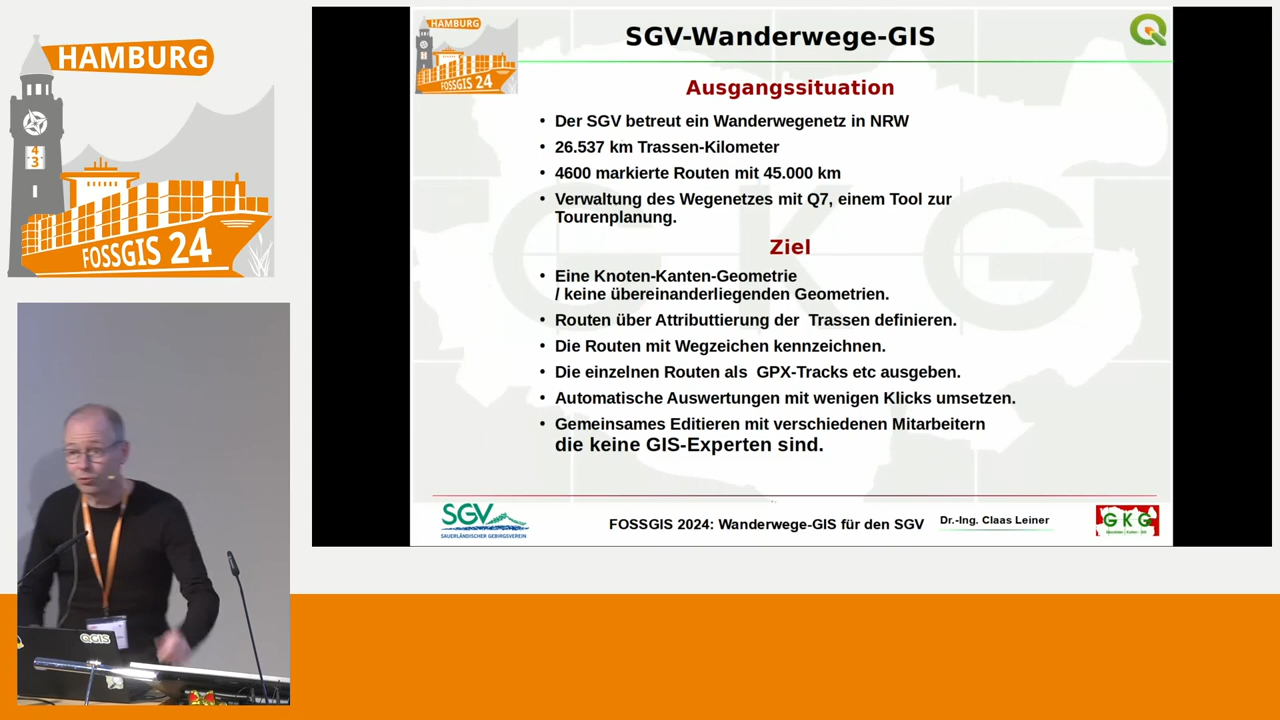 HAMBURG
4
3
FOSSGIS 24
HAMBURG
FOSSGIS 24
SGV-Wanderwege-GIS
Ausgangssituation
• Der SGV betreut ein Wanderwegenetz in NRW
• 26.537 km Trassen-Kilometer
• 4600 markierte Routen mit 45.000 km
• Verwaltung des Wegenetzes mit Q7, einem Tool zur
Tourenplanung.
Ziel
• Eine Knoten-Kanten-Geometrie
/ keine übereinanderliegenden Geometrien.
• Routen über Attributtierung der Trassen definieren.
• Die Routen mit Wegzeichen kennzeichnen.
• Die einzelnen Routen als GPX-Tracks etc ausgeben.
• Automatische Auswertungen mit wenigen Klicks umsetzen.
• Gemeinsames Editieren mit verschiedenen Mitarbeitern
die keine GIS-Experten sind.
GKG
SGV
SAUERLÄNDISCHER GEBIRGSVEREIN
FOSSGIS 2024: Wanderwege-GIS für den SGV
Dr.-Ing. Claas Leiner
GKG
QGIS